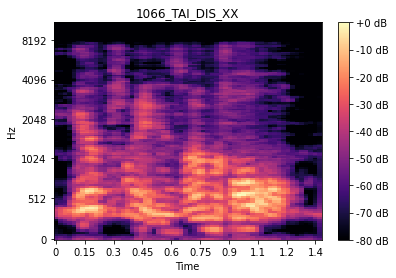 1066_TAI_DIS_XX
+0 dB
8192
-10 dB
4096
-20 dB
-30 dB
2048
Hz
-40 dB
1024
-50 dB
512
-60 dB
-70 dB
0
-80 dB
0 0.15 0.3 0.45 0.6 0.75 0.9 1.1 1.2 1.4
Time